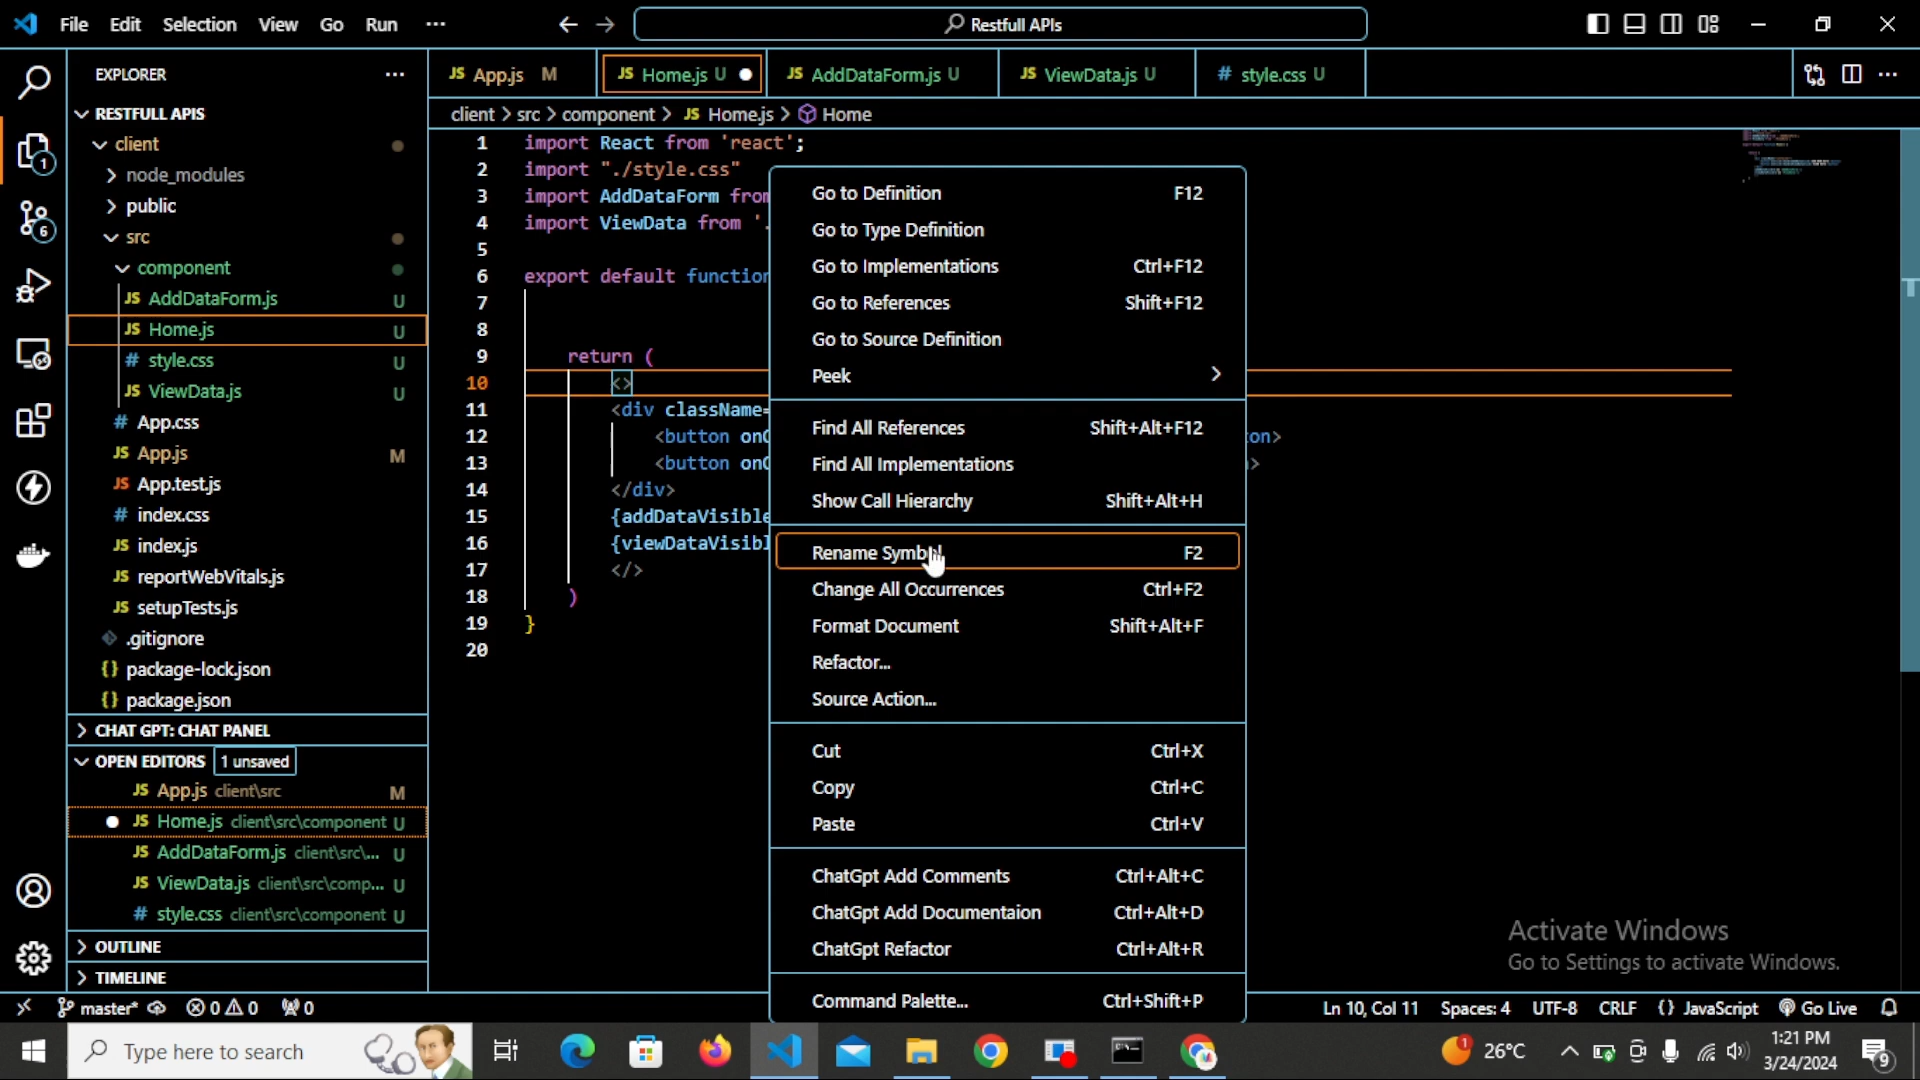 File Edit Selection View Go Run ···
Restfull APIs
EXPLORER ···
JS App.js M
JS Home.js U
JS AddDataForm.js U
JS ViewData.js U
# style.css U
RESTFULL APIS
client
node_modules
public
src
component
JS AddDataForm.js U
JS Home.js U
# style.css U
JS ViewData.js U
# App.css
JS App.js M
JS App.test.js
# index.css
JS index.js
JS reportWebVitals.js
JS setupTests.js
.gitignore
{} package-lock.json
{} package.json
CHAT GPT: CHAT PANEL
OPEN EDITORS 1 unsaved
JS App.js client\src M
JS Home.js client\src\component U
JS AddDataForm.js client\src\... U
JS ViewData.js client\src\comp... U
# style.css client\src\component U
OUTLINE
TIMELINE
1
6
client > src > component > JS Home.js > Home
1 import React from 'react';
2 import "./style.css"
3 import AddDataForm from
4 import ViewData from '.
5
6 export default function
7
8
9 return (
10 <>
11 <div className=
12 <button on on>
13 <button on >
14 </div>
15 {addDataVisible
16 {viewDataVisibl
17 </>
18 )
19 }
20
Go to Definition F12
Go to Type Definition
Go to Implementations Ctrl+F12
Go to References Shift+F12
Go to Source Definition
Peek >
Find All References Shift+Alt+F12
Find All Implementations
Show Call Hierarchy Shift+Alt+H
Rename Symbol F2
Change All Occurrences Ctrl+F2
Format Document Shift+Alt+F
Refactor...
Source Action...
Cut Ctrl+X
Copy Ctrl+C
Paste Ctrl+V
ChatGpt Add Comments Ctrl+Alt+C
ChatGpt Add Documentaion Ctrl+Alt+D
ChatGpt Refactor Ctrl+Alt+R
Command Palette... Ctrl+Shift+P
Activate Windows
Go to Settings to activate Windows.
master* 0 0 0
Ln 10, Col 11 Spaces: 4 UTF-8 CRLF {} JavaScript Go Live
Type here to search
1 26°C
1:21 PM
3/24/2024
9